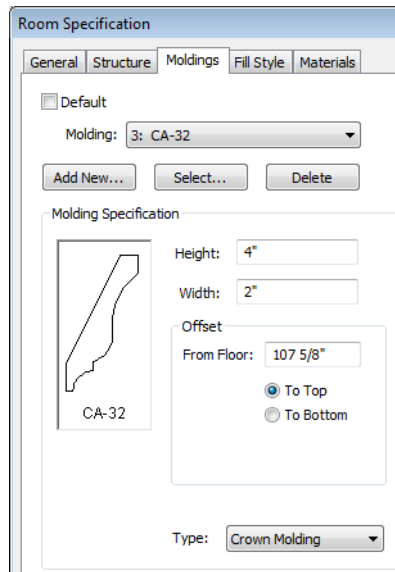 Room Specification
General Structure Moldings Fill Style Materials
Default
Molding: 3: CA-32
Add New... Select... Delete
Molding Specification
Height: 4"
Width: 2"
Offset
From Floor: 107 5/8"
To Top
To Bottom
CA-32
Type: Crown Molding